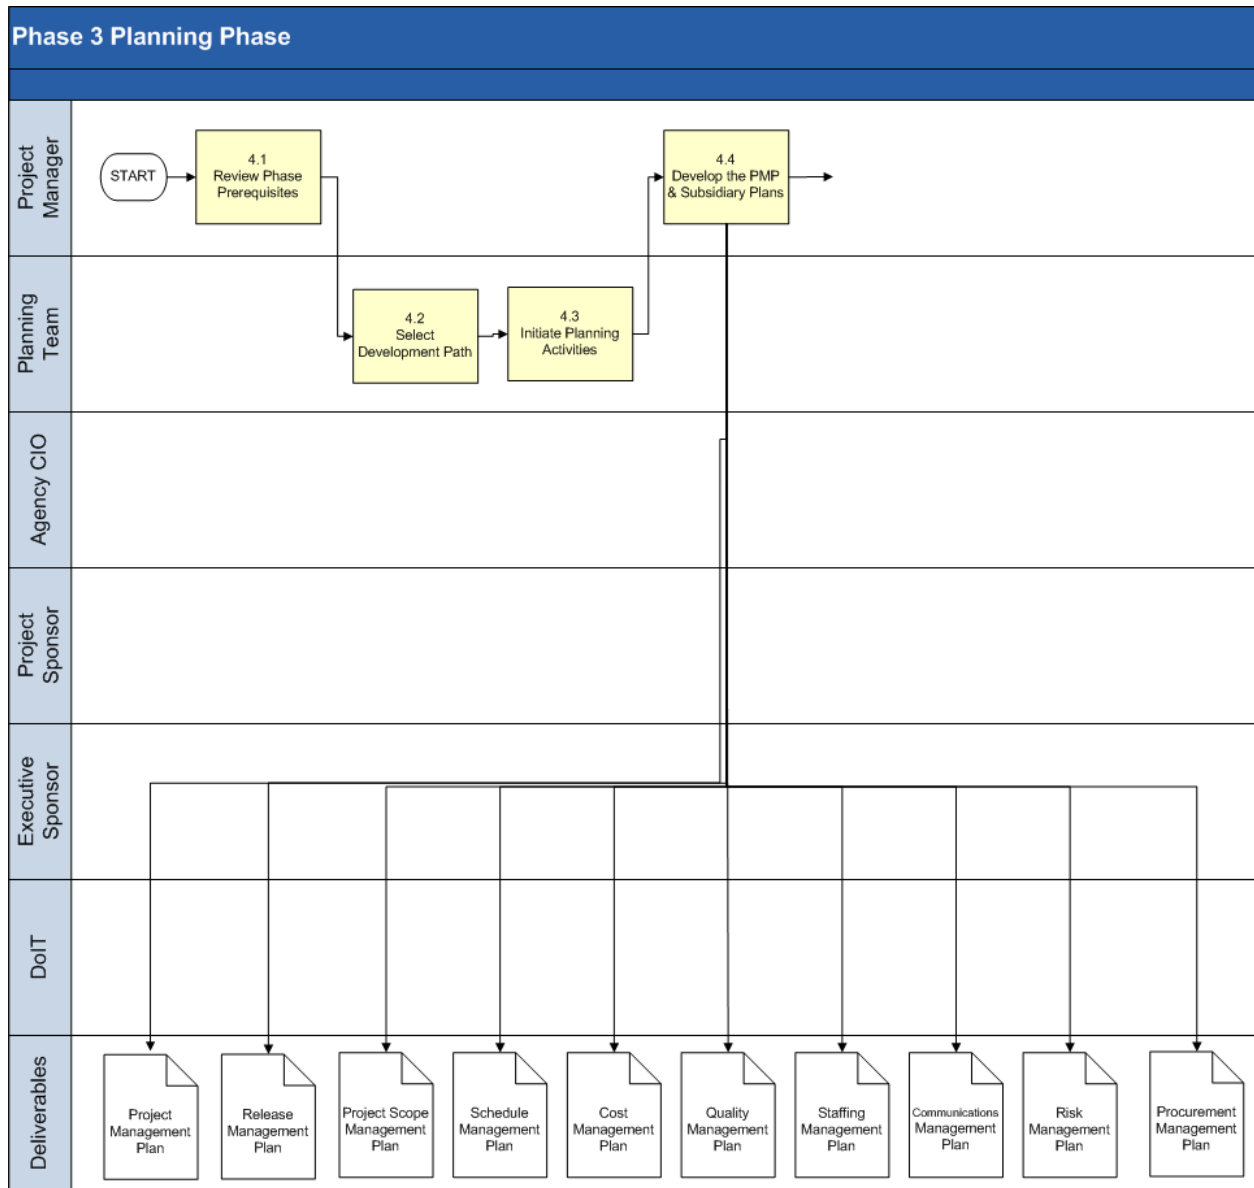 Phase 3 Planning Phase
Project
Manager
START
4.1
Review Phase
Prerequisites
4.4
Develop the PMP
& Subsidiary Plans
Planning
Team
4.2
Select
Development Path
4.3
Initiate Planning
Activities
Agency CIO
Project
Sponsor
Executive
Sponsor
DoIT
Deliverables
Project
Management
Plan
Release
Management
Plan
Project Scope
Management
Plan
Schedule
Management
Plan
Cost
Management
Plan
Quality
Management
Plan
Staffing
Management
Plan
Communications
Management
Plan
Risk
Management
Plan
Procurement
Management
Plan